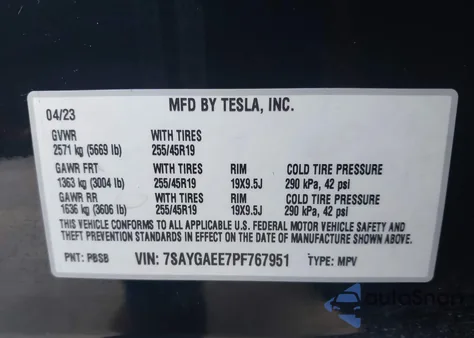 MFD BY TESLA, INC.
04/23
GVWR WITH TIRES
2571 kg (5669 lb) 255/45R19
GAWR FRT WITH TIRES RIM COLD TIRE PRESSURE
1363 kg (3004 lb) 255/45R19 19X9.5J 290 kPa, 42 psi
GAWR RR WITH TIRES RIM COLD TIRE PRESSURE
1636 kg (3606 lb) 255/45R19 19X9.5J 290 kPa, 42 psi
THIS VEHICLE CONFORMS TO ALL APPLICABLE U.S. FEDERAL MOTOR VEHICLE SAFETY AND
THEFT PREVENTION STANDARDS IN EFFECT ON THE DATE OF MANUFACTURE SHOWN ABOVE.
PNT: PBSB VIN: 7SAYGAEE7PF767951 TYPE: MPV
autoSnap